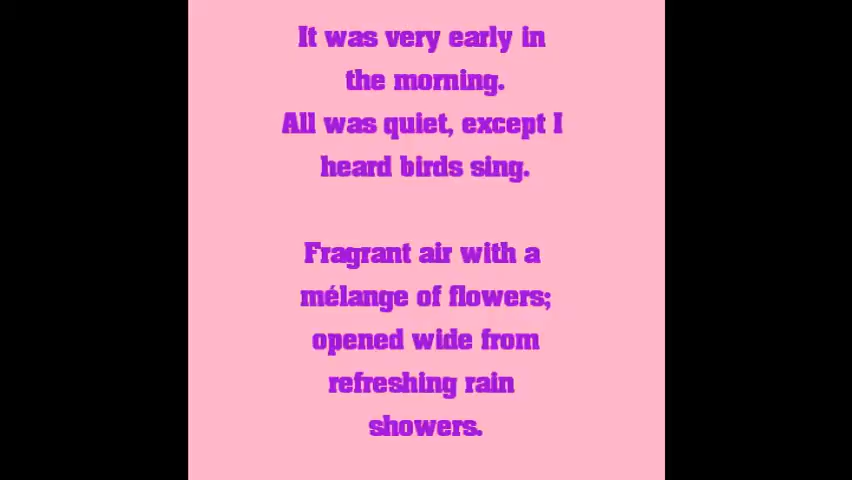 It was very early in
the morning.
All was quiet, except I
heard birds sing.
Fragrant air with a
mélange of flowers;
opened wide from
refreshing rain
showers.